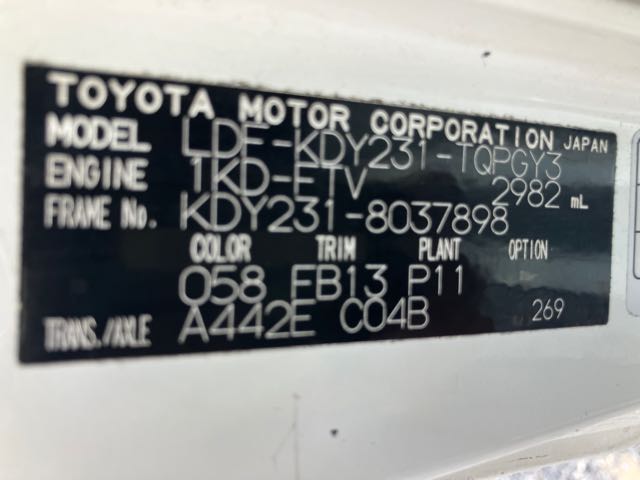 TOYOTA MOTOR CORPORATION JAPAN
MODEL LDF-KDY231-TQPGY3
ENGINE 1KD-FTV 2982 mL
FRAME No. KDY231-8037898
COLOR TRIM PLANT OPTION
058 FB13 P11
TRANS./AXLE A442E C04B 269